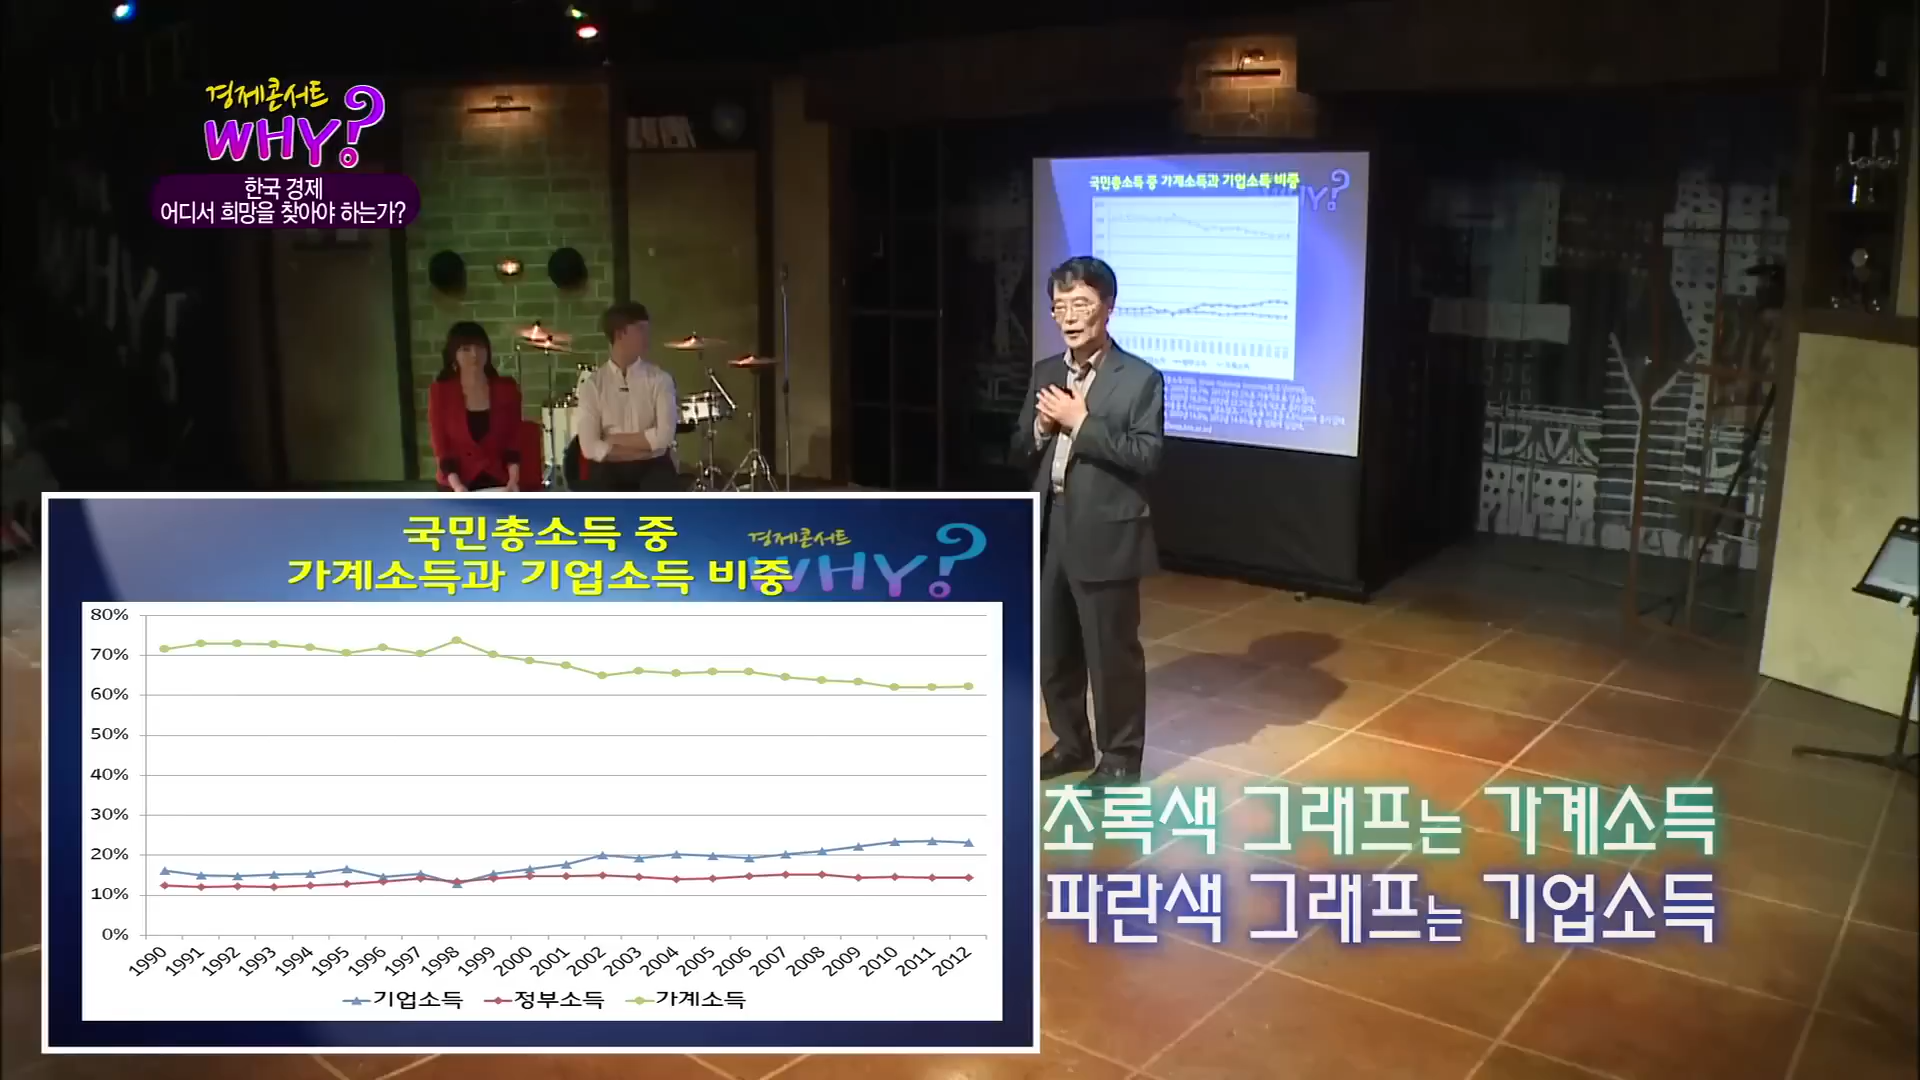 경제콘서트
WHY?
한국 경제
어디서 희망을 찾아야 하는가?
국민총소득 중 가계소득과 기업소득 비중
WHY?
국민총소득 중
가계소득과 기업소득 비중
경제콘서트
WHY?
80%
70%
60%
50%
40%
30%
20%
10%
0%
1990 1991 1992 1993 1994 1995 1996 1997 1998 1999 2000 2001 2002 2003 2004 2005 2006 2007 2008 2009 2010 2011 2012
기업소득 정부소득 가계소득
초록색 그래프는 가계소득
파란색 그래프는 기업소득